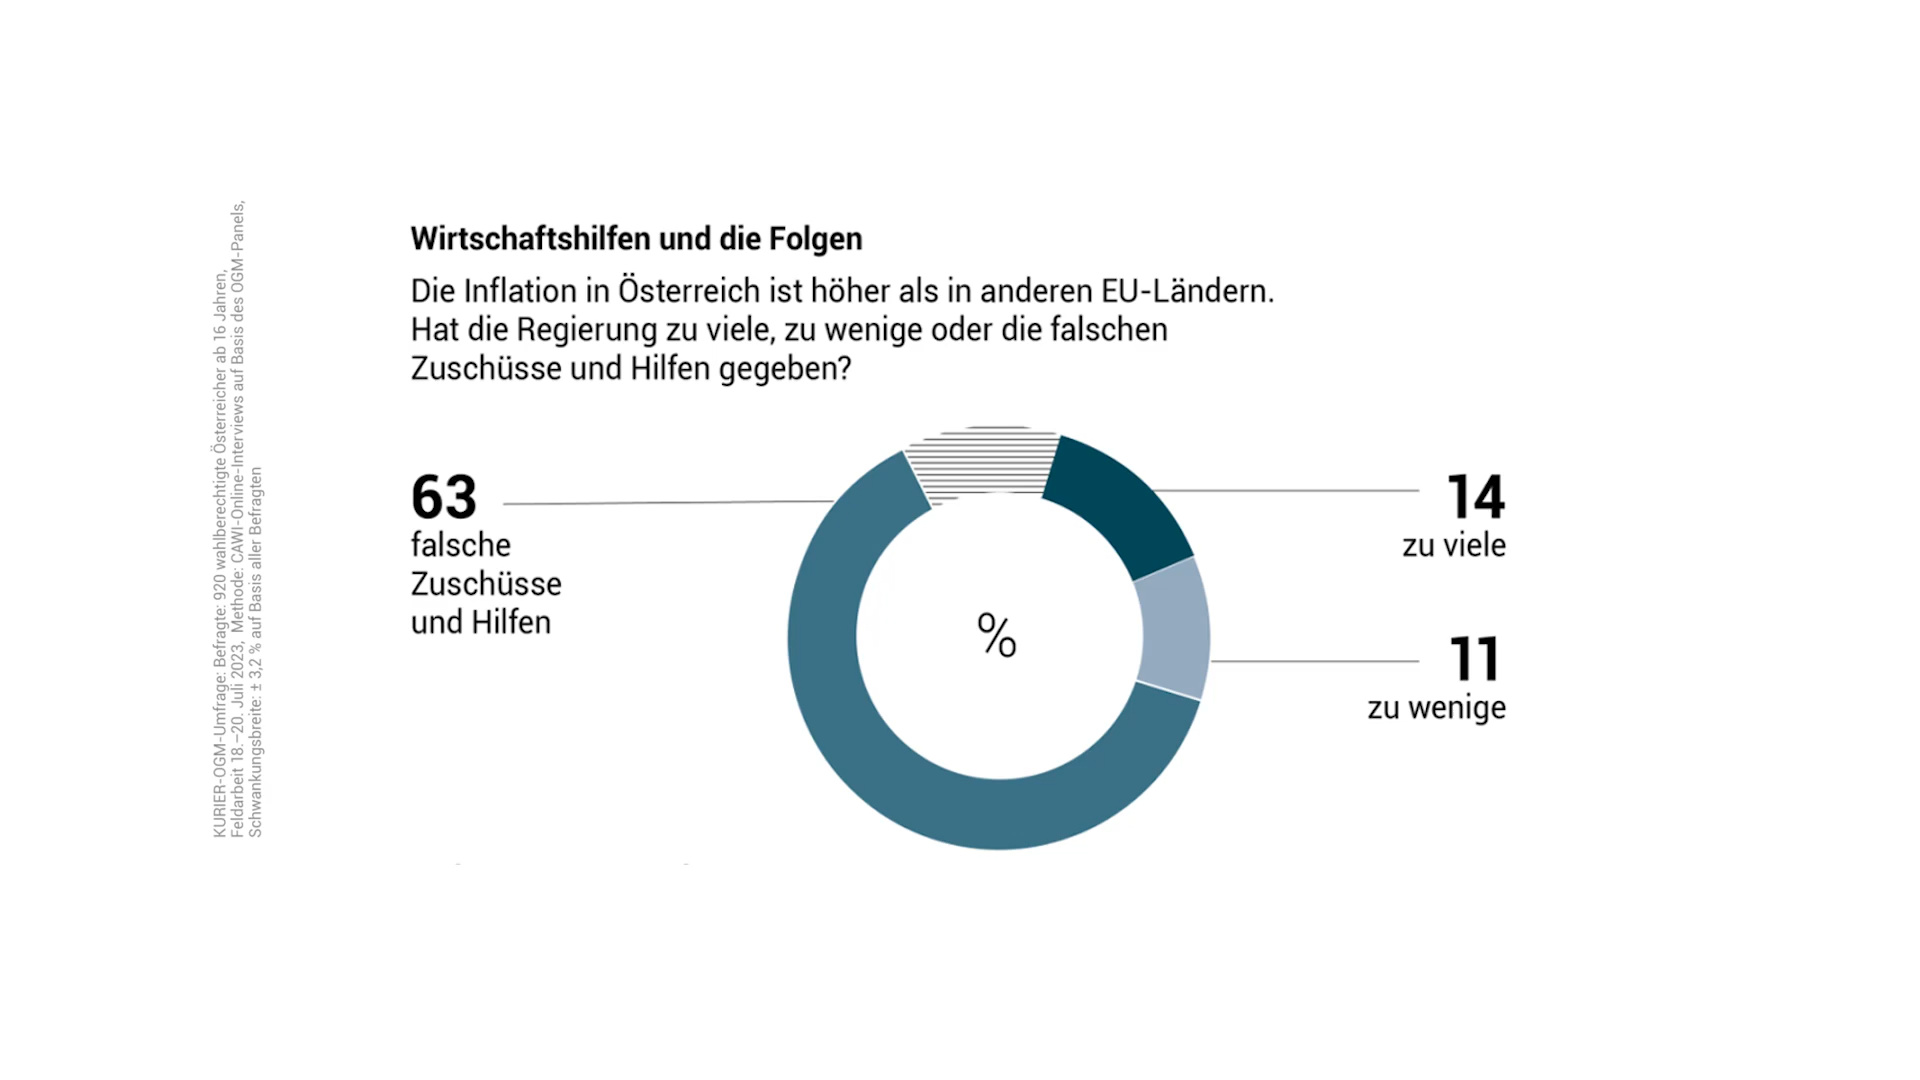 Wirtschaftshilfen und die Folgen
Die Inflation in Österreich ist höher als in anderen EU-Ländern.
Hat die Regierung zu viele, zu wenige oder die falschen
Zuschüsse und Hilfen gegeben?
63
falsche
Zuschüsse
und Hilfen
%
14
zu viele
11
zu wenige
KURIER-OGM-Umfrage: Befragte: 920 wahlberechtigte Österreicher ab 16 Jahren,
Feldarbeit 18.–20. Juli 2023, Methode: CAWI-Online-Interviews auf Basis des OGM-Panels,
Schwankungsbreite: ± 3,2 % auf Basis aller Befragten